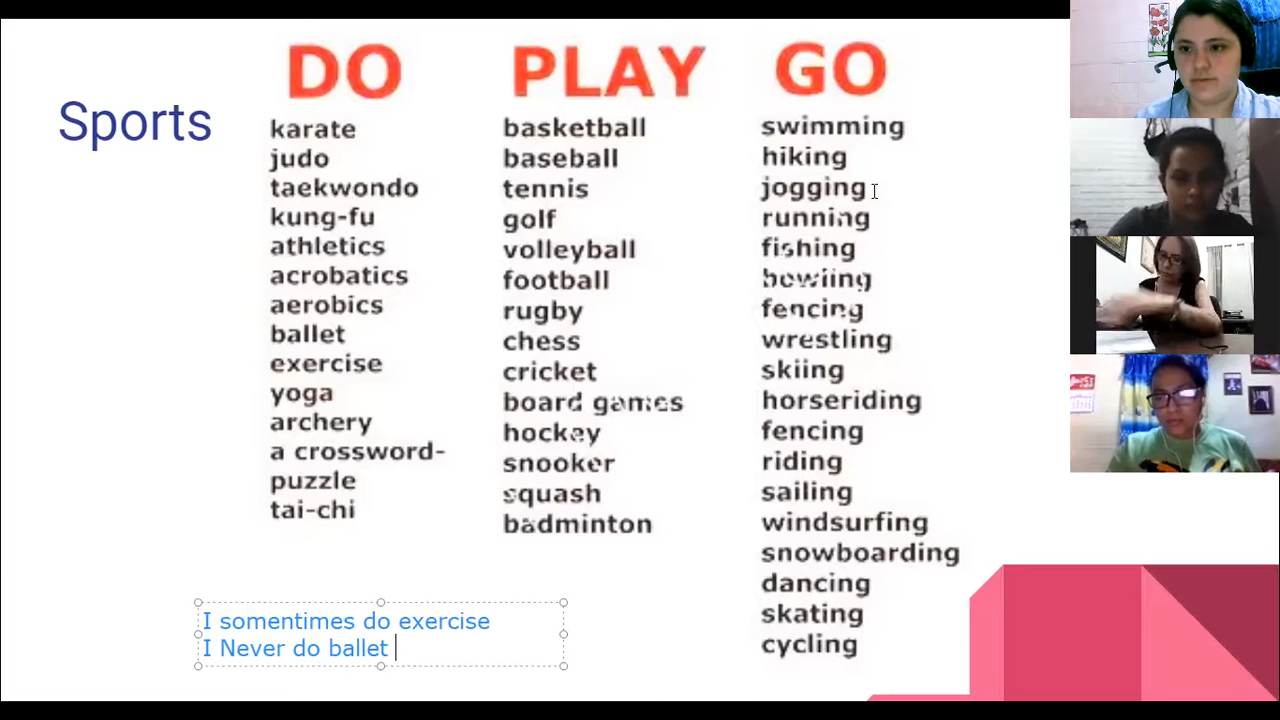 Sports
DO
karate
judo
taekwondo
kung-fu
athletics
acrobatics
aerobics
ballet
exercise
yoga
archery
a crossword-
puzzle
tai-chi
PLAY
basketball
baseball
tennis
golf
volleyball
football
rugby
chess
cricket
board games
hockey
snooker
squash
badminton
GO
swimming
hiking
jogging
running
fishing
bowling
fencing
wrestling
skiing
horseriding
fencing
riding
sailing
windsurfing
snowboarding
dancing
skating
cycling
I somentimes do exercise
I Never do ballet